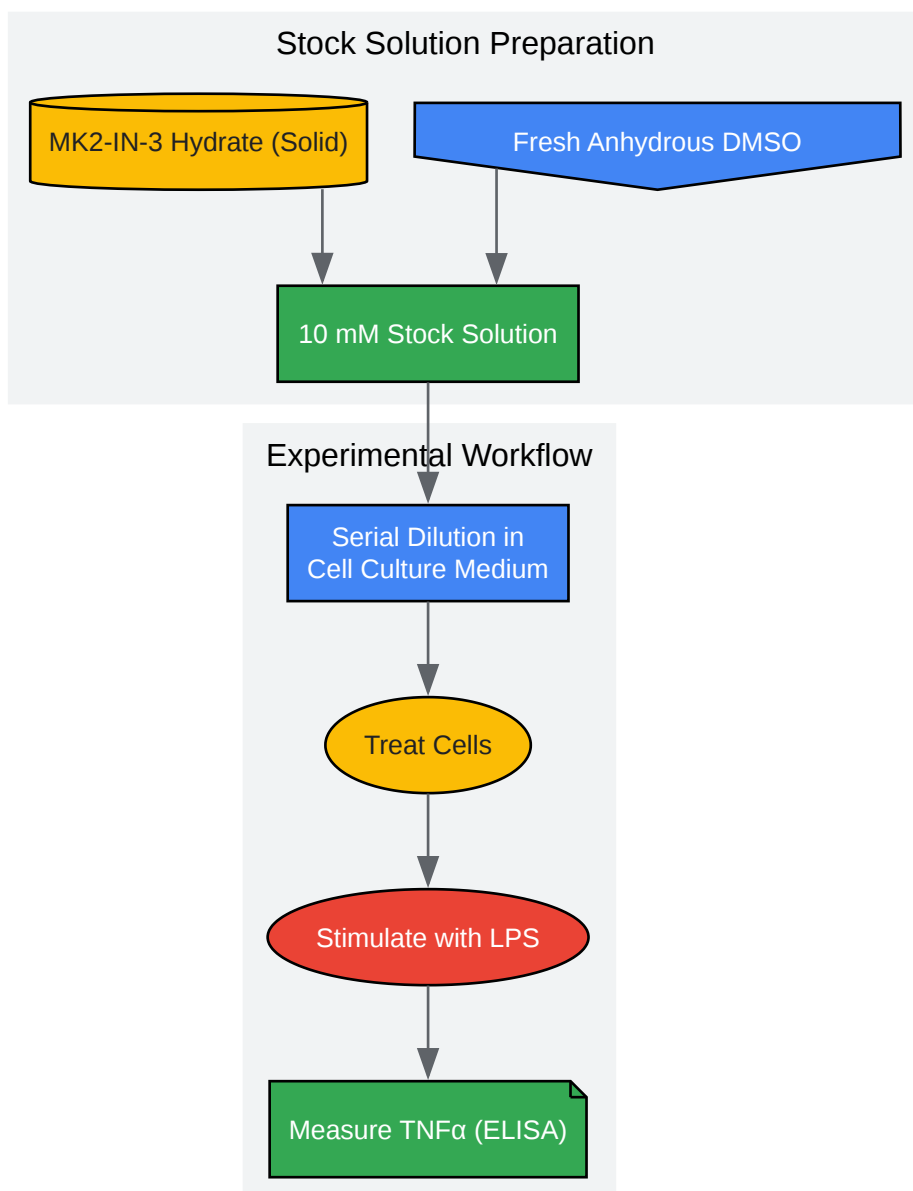 Stock Solution Preparation
MK2-IN-3 Hydrate (Solid)
Fresh Anhydrous DMSO
10 mM Stock Solution
Experimental Workflow
Serial Dilution in
Cell Culture Medium
Treat Cells
Stimulate with LPS
Measure TNFα (ELISA)